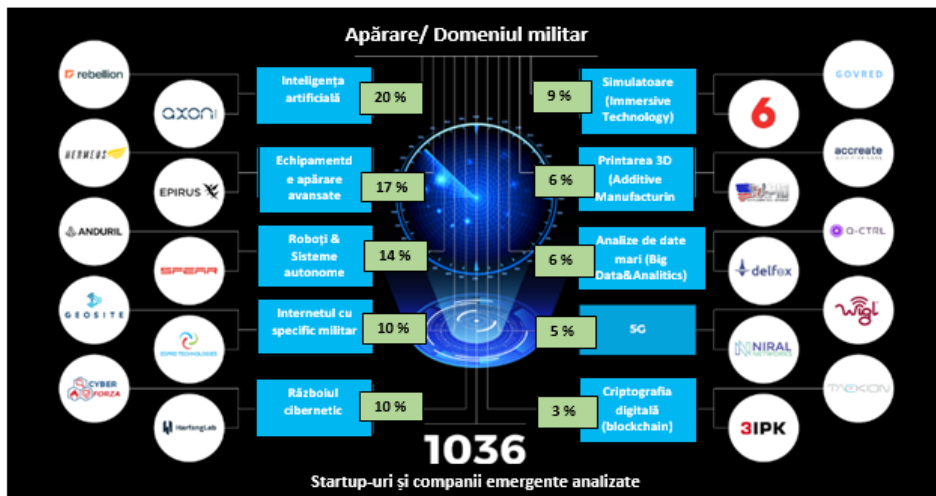 Apărare/ Domeniul militar
rebellion
AXON
Inteligența
artificială
20 %
9 %
Simulatoare
(Immersive
Technology)
GOVRED
6
HERMEUS
EPIRUS
Echipamentd
e apărare
avansate
17 %
6 %
Printarea 3D
(Additive
Manufacturin
accreate
ANDURIL
SPEAR
Roboți &
Sisteme
autonome
14 %
6 %
Analize de date
mari (Big
Data&Analitics)
Q-CTRL
delfox
GEOSITE
Internetul cu
specific militar
10 %
5 %
5G
Wigl
NIRAL
NETWORKS
CYBER
FORZA
HarfangLab
Războiul
cibernetic
10 %
3 %
Criptografia
digitală
(blockchain)
TAEKION
3IPK
1036
Startup-uri și companii emergente analizate